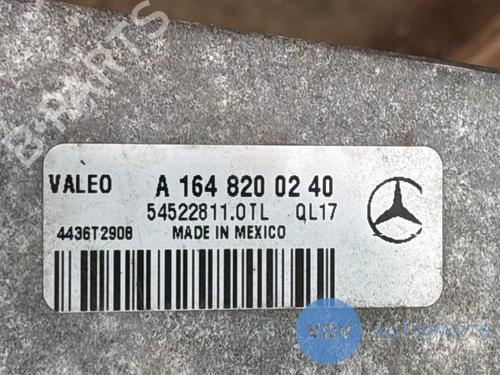 B-PARTS
VALEO A 164 820 02 40
54522811.0TL QL17
4436T2908 MADE IN MEXICO
VDV AUTOPARTS